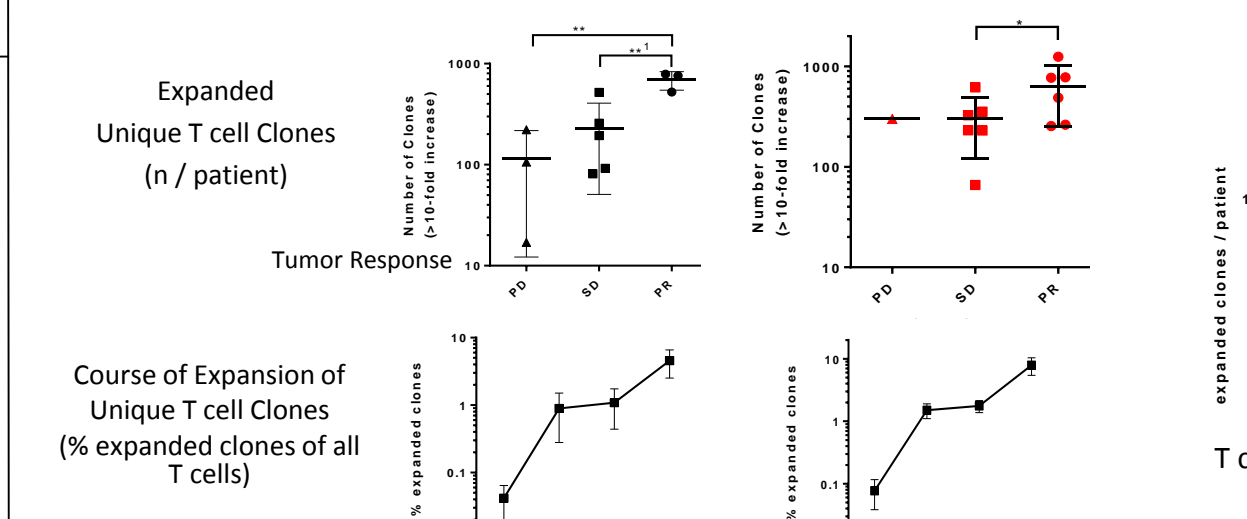 Expanded
Unique T cell Clones
(n / patient)
Tumor Response
Number of Clones
(>10-fold increase)
1000
100
10
**
**1
PD
SD
PR
Number of Clones
(>10-fold increase)
1000
100
10
*
PD
SD
PR
expanded clones / patient
1
Course of Expansion of
Unique T cell Clones
(% expanded clones of all
T cells)
% expanded clones
10
1
0.1
% expanded clones
10
1
0.1
T c